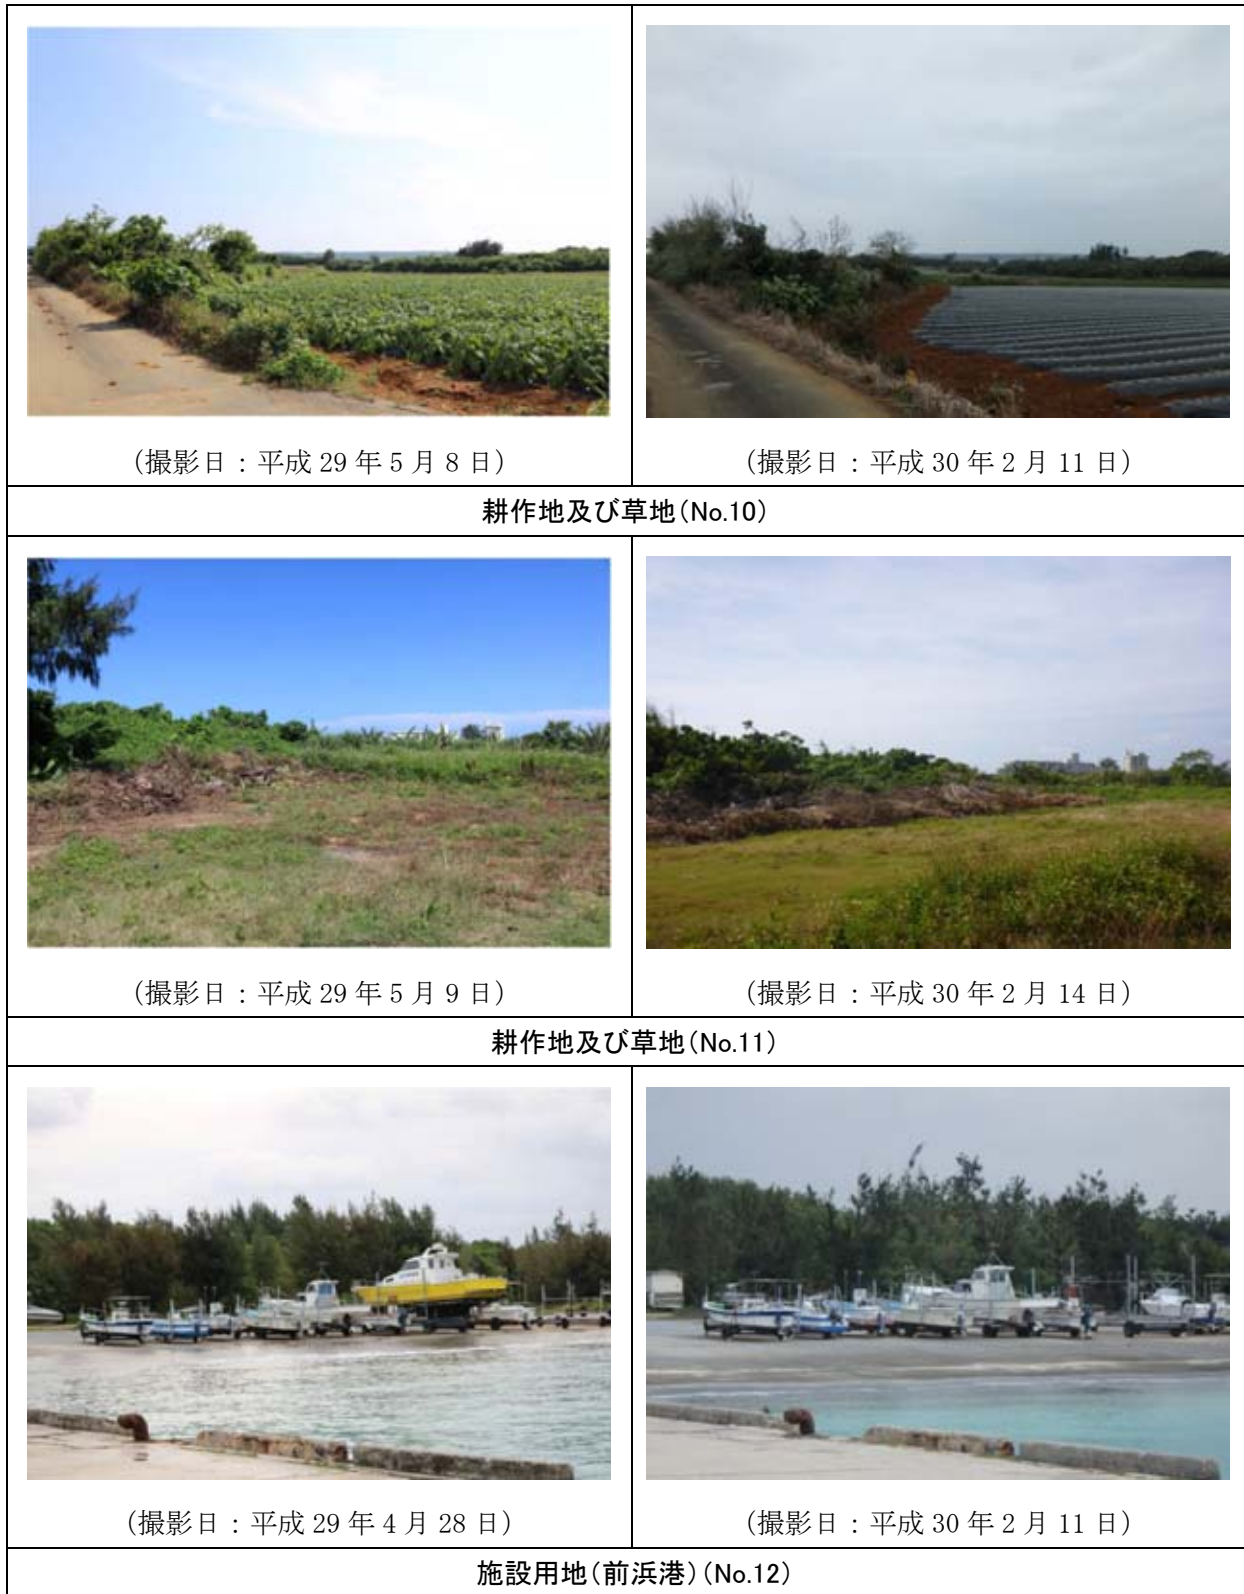 (撮影日：平成 29 年 5 月 8 日)
(撮影日：平成 30 年 2 月 11 日)
耕作地及び草地(No.10)
(撮影日：平成 29 年 5 月 9 日)
(撮影日：平成 30 年 2 月 14 日)
耕作地及び草地(No.11)
(撮影日：平成 29 年 4 月 28 日)
(撮影日：平成 30 年 2 月 11 日)
施設用地(前浜港)(No.12)